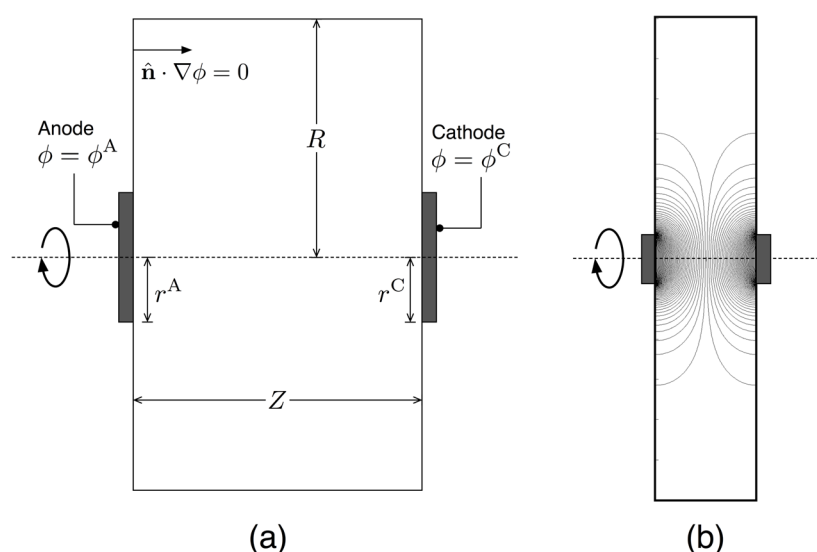 n̂ · ∇ϕ = 0
Anode
ϕ = ϕ^A
R
Cathode
ϕ = ϕ^C
r^A
r^C
Z
(a)
(b)